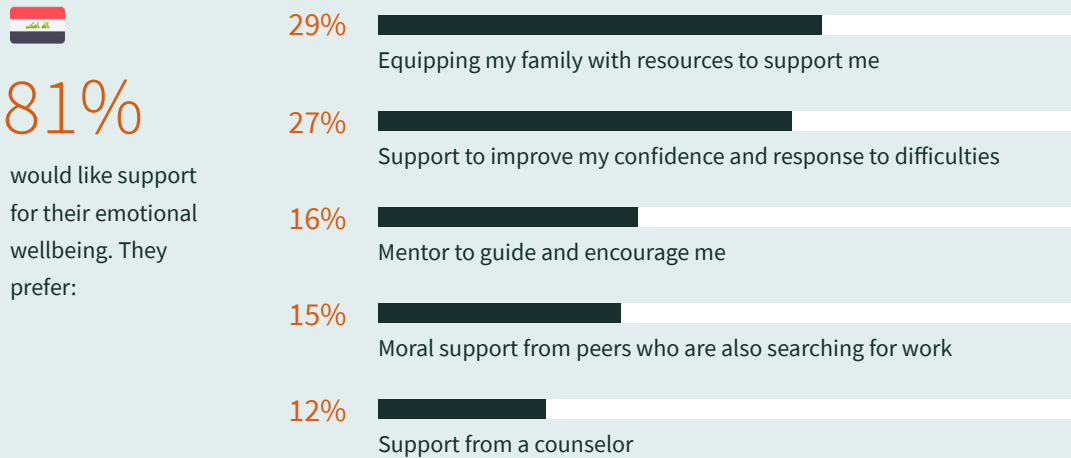 81%
would like support
for their emotional
wellbeing. They
prefer:
29%
Equipping my family with resources to support me
27%
Support to improve my confidence and response to difficulties
16%
Mentor to guide and encourage me
15%
Moral support from peers who are also searching for work
12%
Support from a counselor